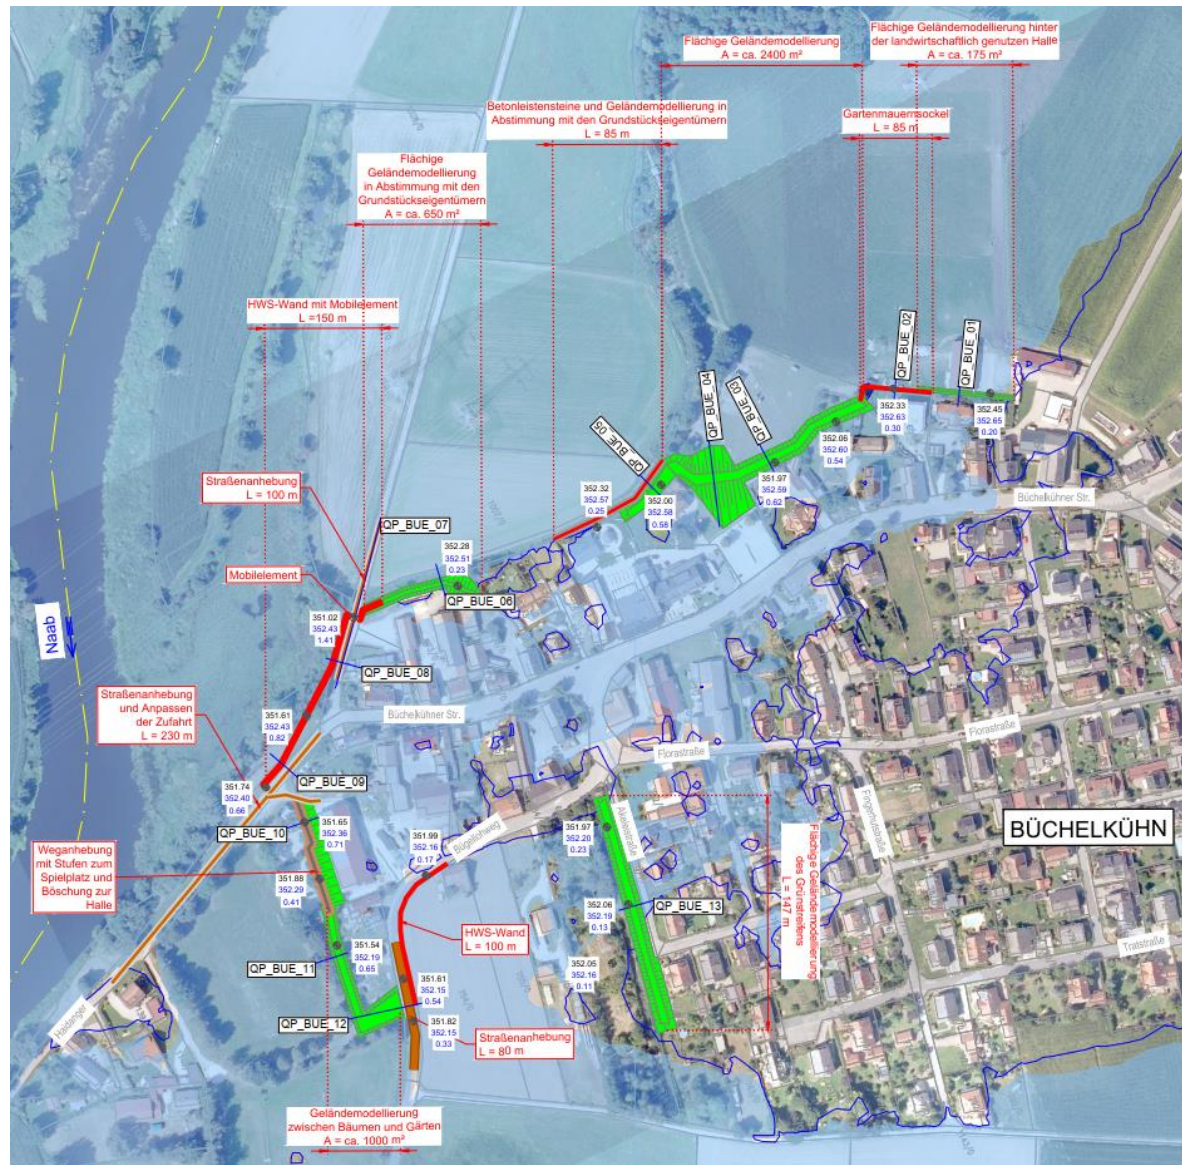 Flächige Geländemodellierung
A = ca. 2400 m²
Flächige Geländemodellierung hinter
der landwirtschaftlich genutzen Halle
A = ca. 175 m²
Betonleistensteine und Geländemodellierung in
Abstimmung mit den Grundstückseigentümern
L = 85 m
Gartenmauernsockel
L = 85 m
Flächige
Geländemodellierung
in Abstimmung mit den
Grundstückseigentümern
A = ca. 650 m²
HWS-Wand mit Mobilelement
L =150 m
QP_BUE_02
QP_BUE_01
QP_BUE_04
QP_BUE_03
QP_BUE_05
352.33
352.63
0.30
352.45
352.65
0.20
352.06
352.60
0.54
351.97
352.59
0.62
352.00
352.58
0.58
352.32
352.57
0.25
Büchelkühner Str.
Straßenanhebung
L = 100 m
QP_BUE_07
352.28
352.51
0.23
Mobilelement
QP_BUE_06
351.02
352.43
1.41
Naab
QP_BUE_08
Straßenanhebung
und Anpassen
der Zufahrt
L = 230 m
351.61
352.43
0.82
Büchelkühner Str.
Florastraße
Florastraße
QP_BUE_09
351.74
352.40
0.66
QP_BUE_10
351.65
352.36
0.71
351.99
352.16
0.17
Bügellohweg
351.97
352.20
0.23
Akeleistraße
Fingerhutstraße
BÜCHELKÜHN
Weganhebung
mit Stufen zum
Spielplatz und
Böschung zur
Halle
351.88
352.29
0.41
Flächige Geländemodellierung
des Grünstreifens
L = 147 m
352.06
352.19
0.13
QP_BUE_13
HWS-Wand
L = 100 m
Tratstraße
351.54
352.19
0.65
QP_BUE_11
352.05
352.16
0.11
351.61
352.15
0.54
QP_BUE_12
351.82
352.15
0.33
Straßenanhebung
L = 80 m
Haidanger
Geländemodellierung
zwischen Bäumen und Gärten
A = ca. 1000 m²